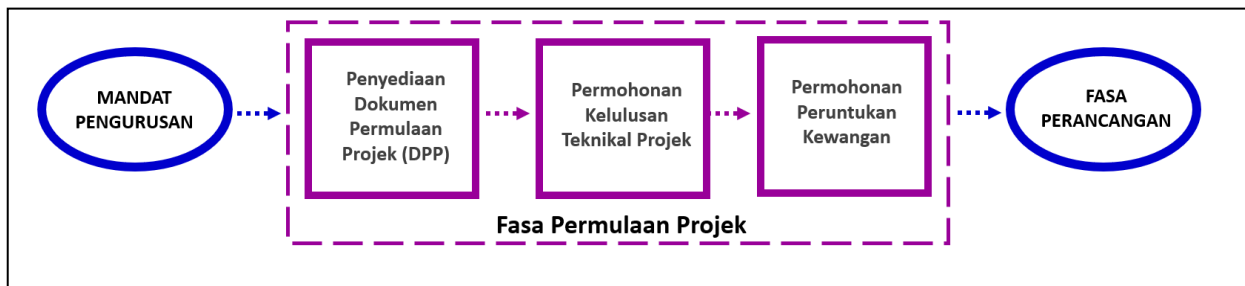 MANDAT
PENGURUSAN
Penyediaan
Dokumen
Permulaan
Projek (DPP)
Permohonan
Kelulusan
Teknikal Projek
Permohonan
Peruntukan
Kewangan
FASA
PERANCANGAN
Fasa Permulaan Projek